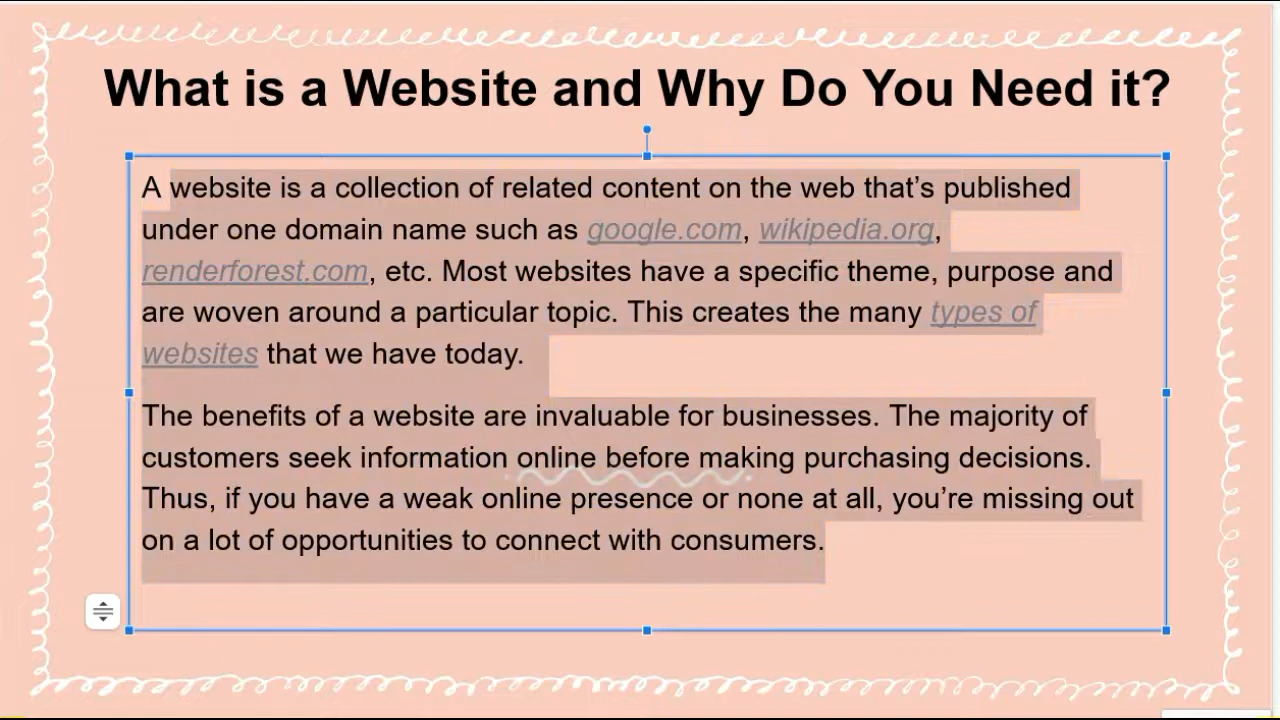 What is a Website and Why Do You Need it?
A website is a collection of related content on the web that’s published
under one domain name such as google.com, wikipedia.org,
renderforest.com, etc. Most websites have a specific theme, purpose and
are woven around a particular topic. This creates the many types of
websites that we have today.
The benefits of a website are invaluable for businesses. The majority of
customers seek information online before making purchasing decisions.
Thus, if you have a weak online presence or none at all, you’re missing out
on a lot of opportunities to connect with consumers.